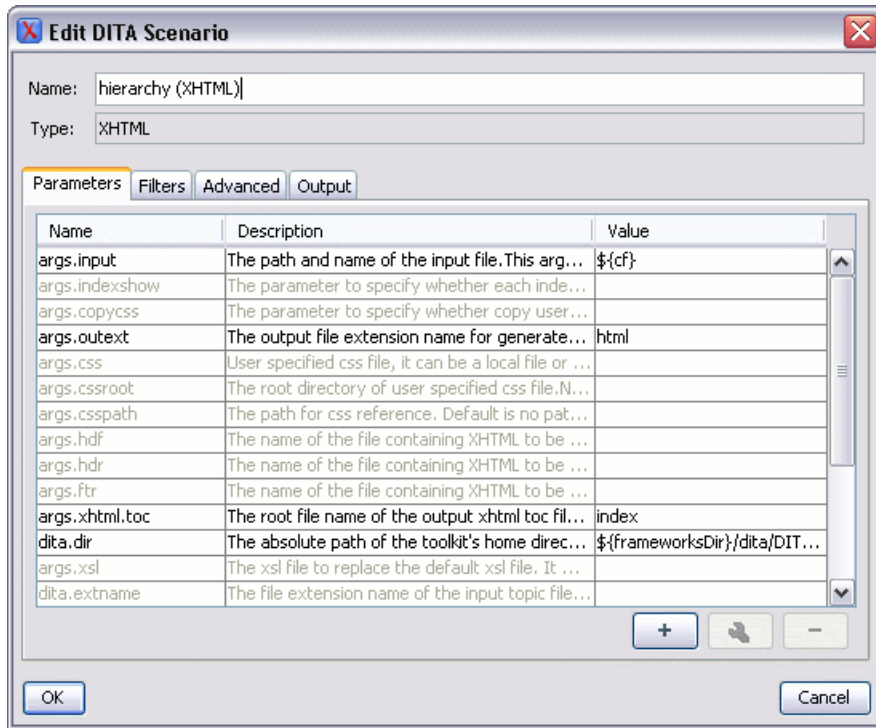 Edit DITA Scenario
Name: hierarchy (XHTML)
Type: XHTML
Parameters Filters Advanced Output
Name Description Value
args.input The path and name of the input file.This arg... ${cf}
args.indexshow The parameter to specify whether each inde...
args.copycss The parameter to specify whether copy user...
args.outext The output file extension name for generate... html
args.css User specified css file, it can be a local file or ...
args.cssroot The root directory of user specified css file.N...
args.csspath The path for css reference. Default is no pat...
args.hdf The name of the file containing XHTML to be ...
args.hdr The name of the file containing XHTML to be ...
args.ftr The name of the file containing XHTML to be ...
args.xhtml.toc The root file name of the output xhtml toc fil... index
dita.dir The absolute path of the toolkit's home direc... ${frameworksDir}/dita/DIT...
args.xsl The xsl file to replace the default xsl file. It ...
dita.extname The file extension name of the input topic file...
+ −
OK Cancel